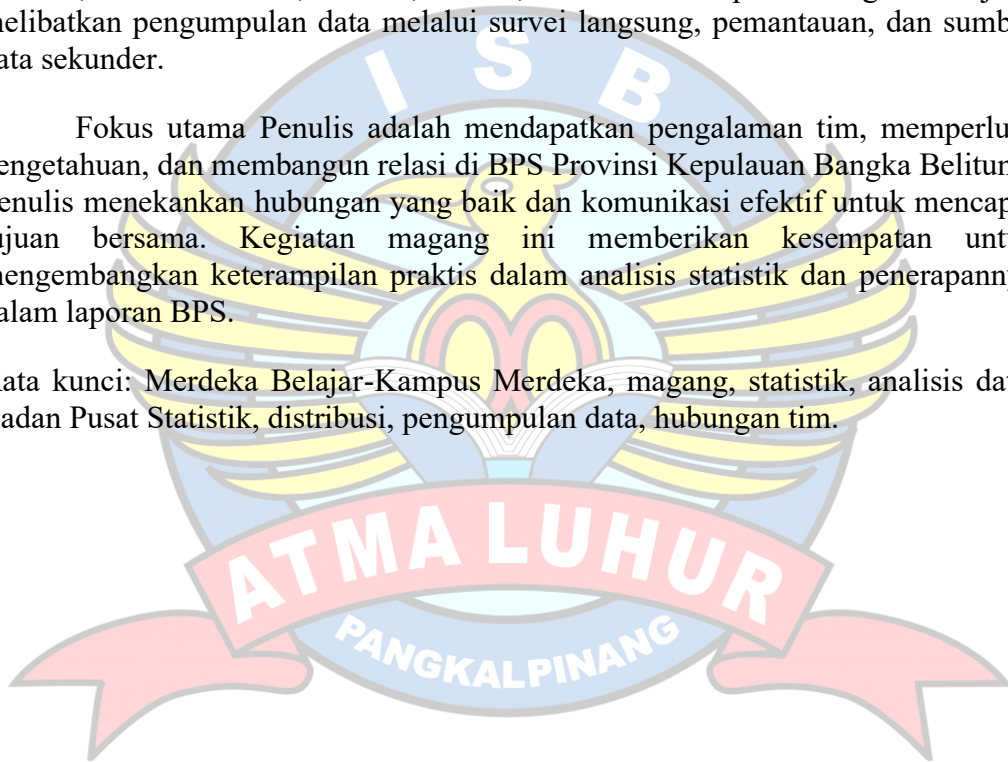 elibatkan pengumpulan data melalui survei langsung, pemantauan, dan sumb
ata sekunder.
Fokus utama Penulis adalah mendapatkan pengalaman tim, memperlu
engetahuan, dan membangun relasi di BPS Provinsi Kepulauan Bangka Belitun
enulis menekankan hubungan yang baik dan komunikasi efektif untuk mencap
ujuan bersama. Kegiatan magang ini memberikan kesempatan untu
engembangkan keterampilan praktis dalam analisis statistik dan penerapann
alam laporan BPS.
ata kunci: Merdeka Belajar-Kampus Merdeka, magang, statistik, analisis dat
adan Pusat Statistik, distribusi, pengumpulan data, hubungan tim.
I S B
ATMA LUHUR
PANGKALPINANG